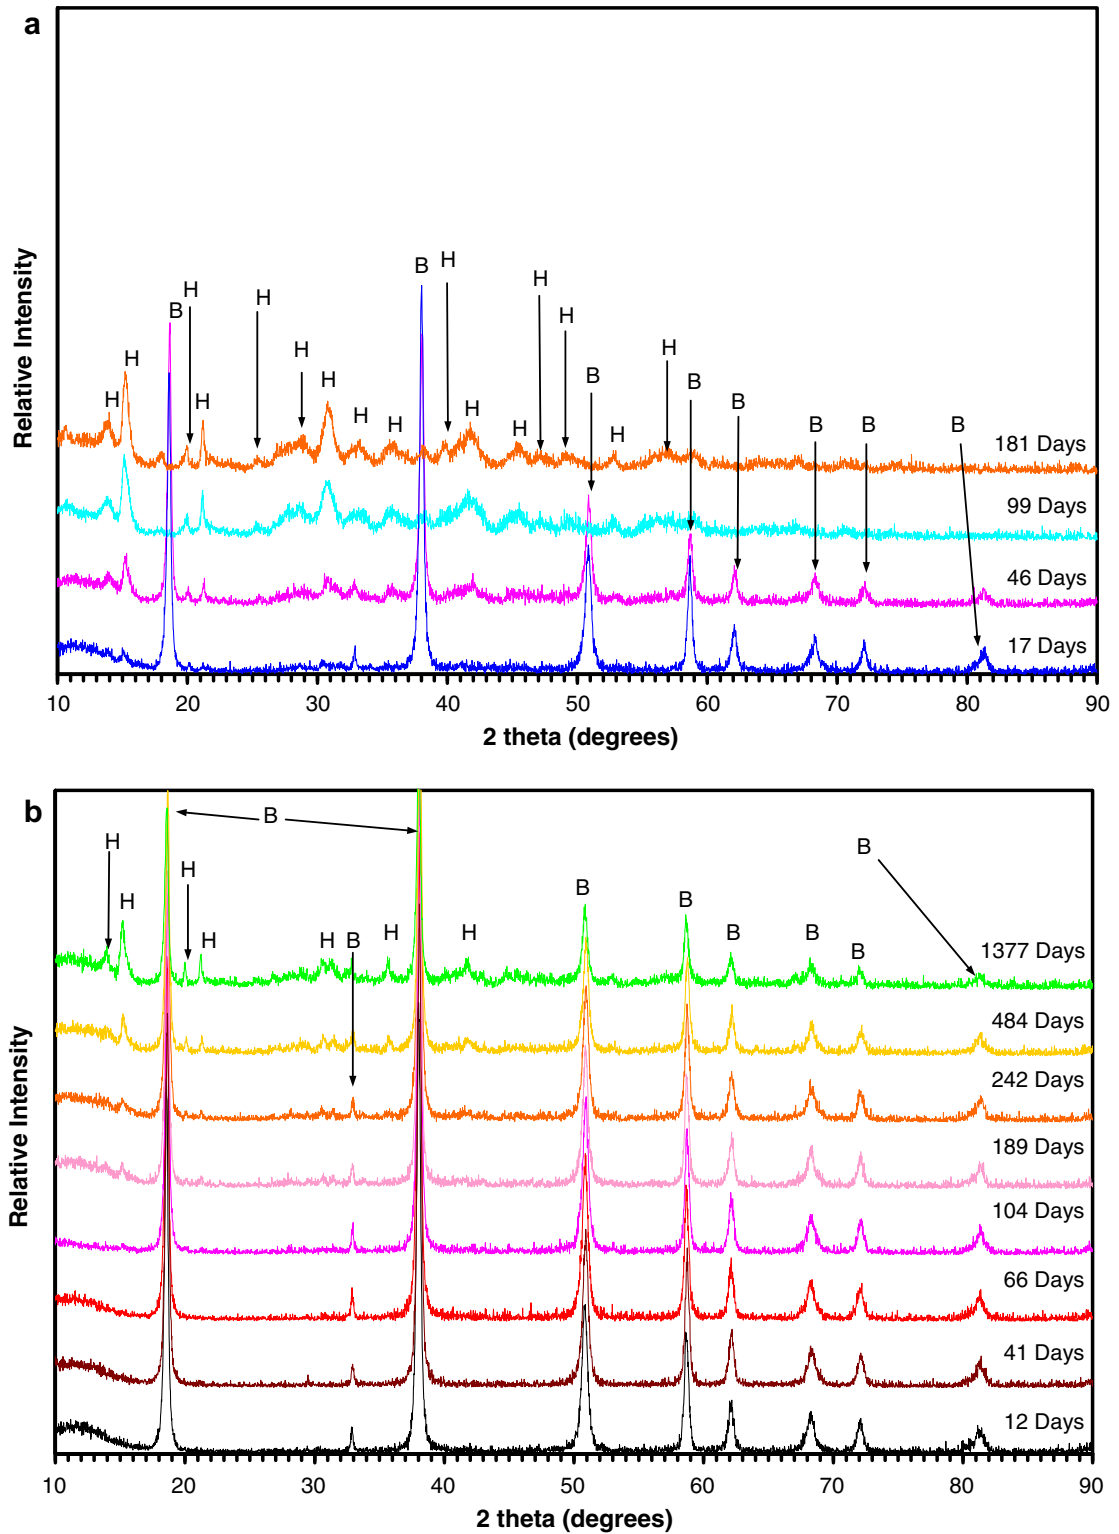 a
Relative Intensity
B
H
H
H
H
H
B
H
H
H
H
H
B
B
H
H
H
B
H
H
H
H
H
H
B
B
B
181 Days
99 Days
46 Days
17 Days
10 20 30 40 50 60 70 80 90
2 theta (degrees)
b
Relative Intensity
B
H
B
H
B
B
H
H
H
B
H
H
B
B
B
1377 Days
484 Days
242 Days
189 Days
104 Days
66 Days
41 Days
12 Days
10 20 30 40 50 60 70 80 90
2 theta (degrees)